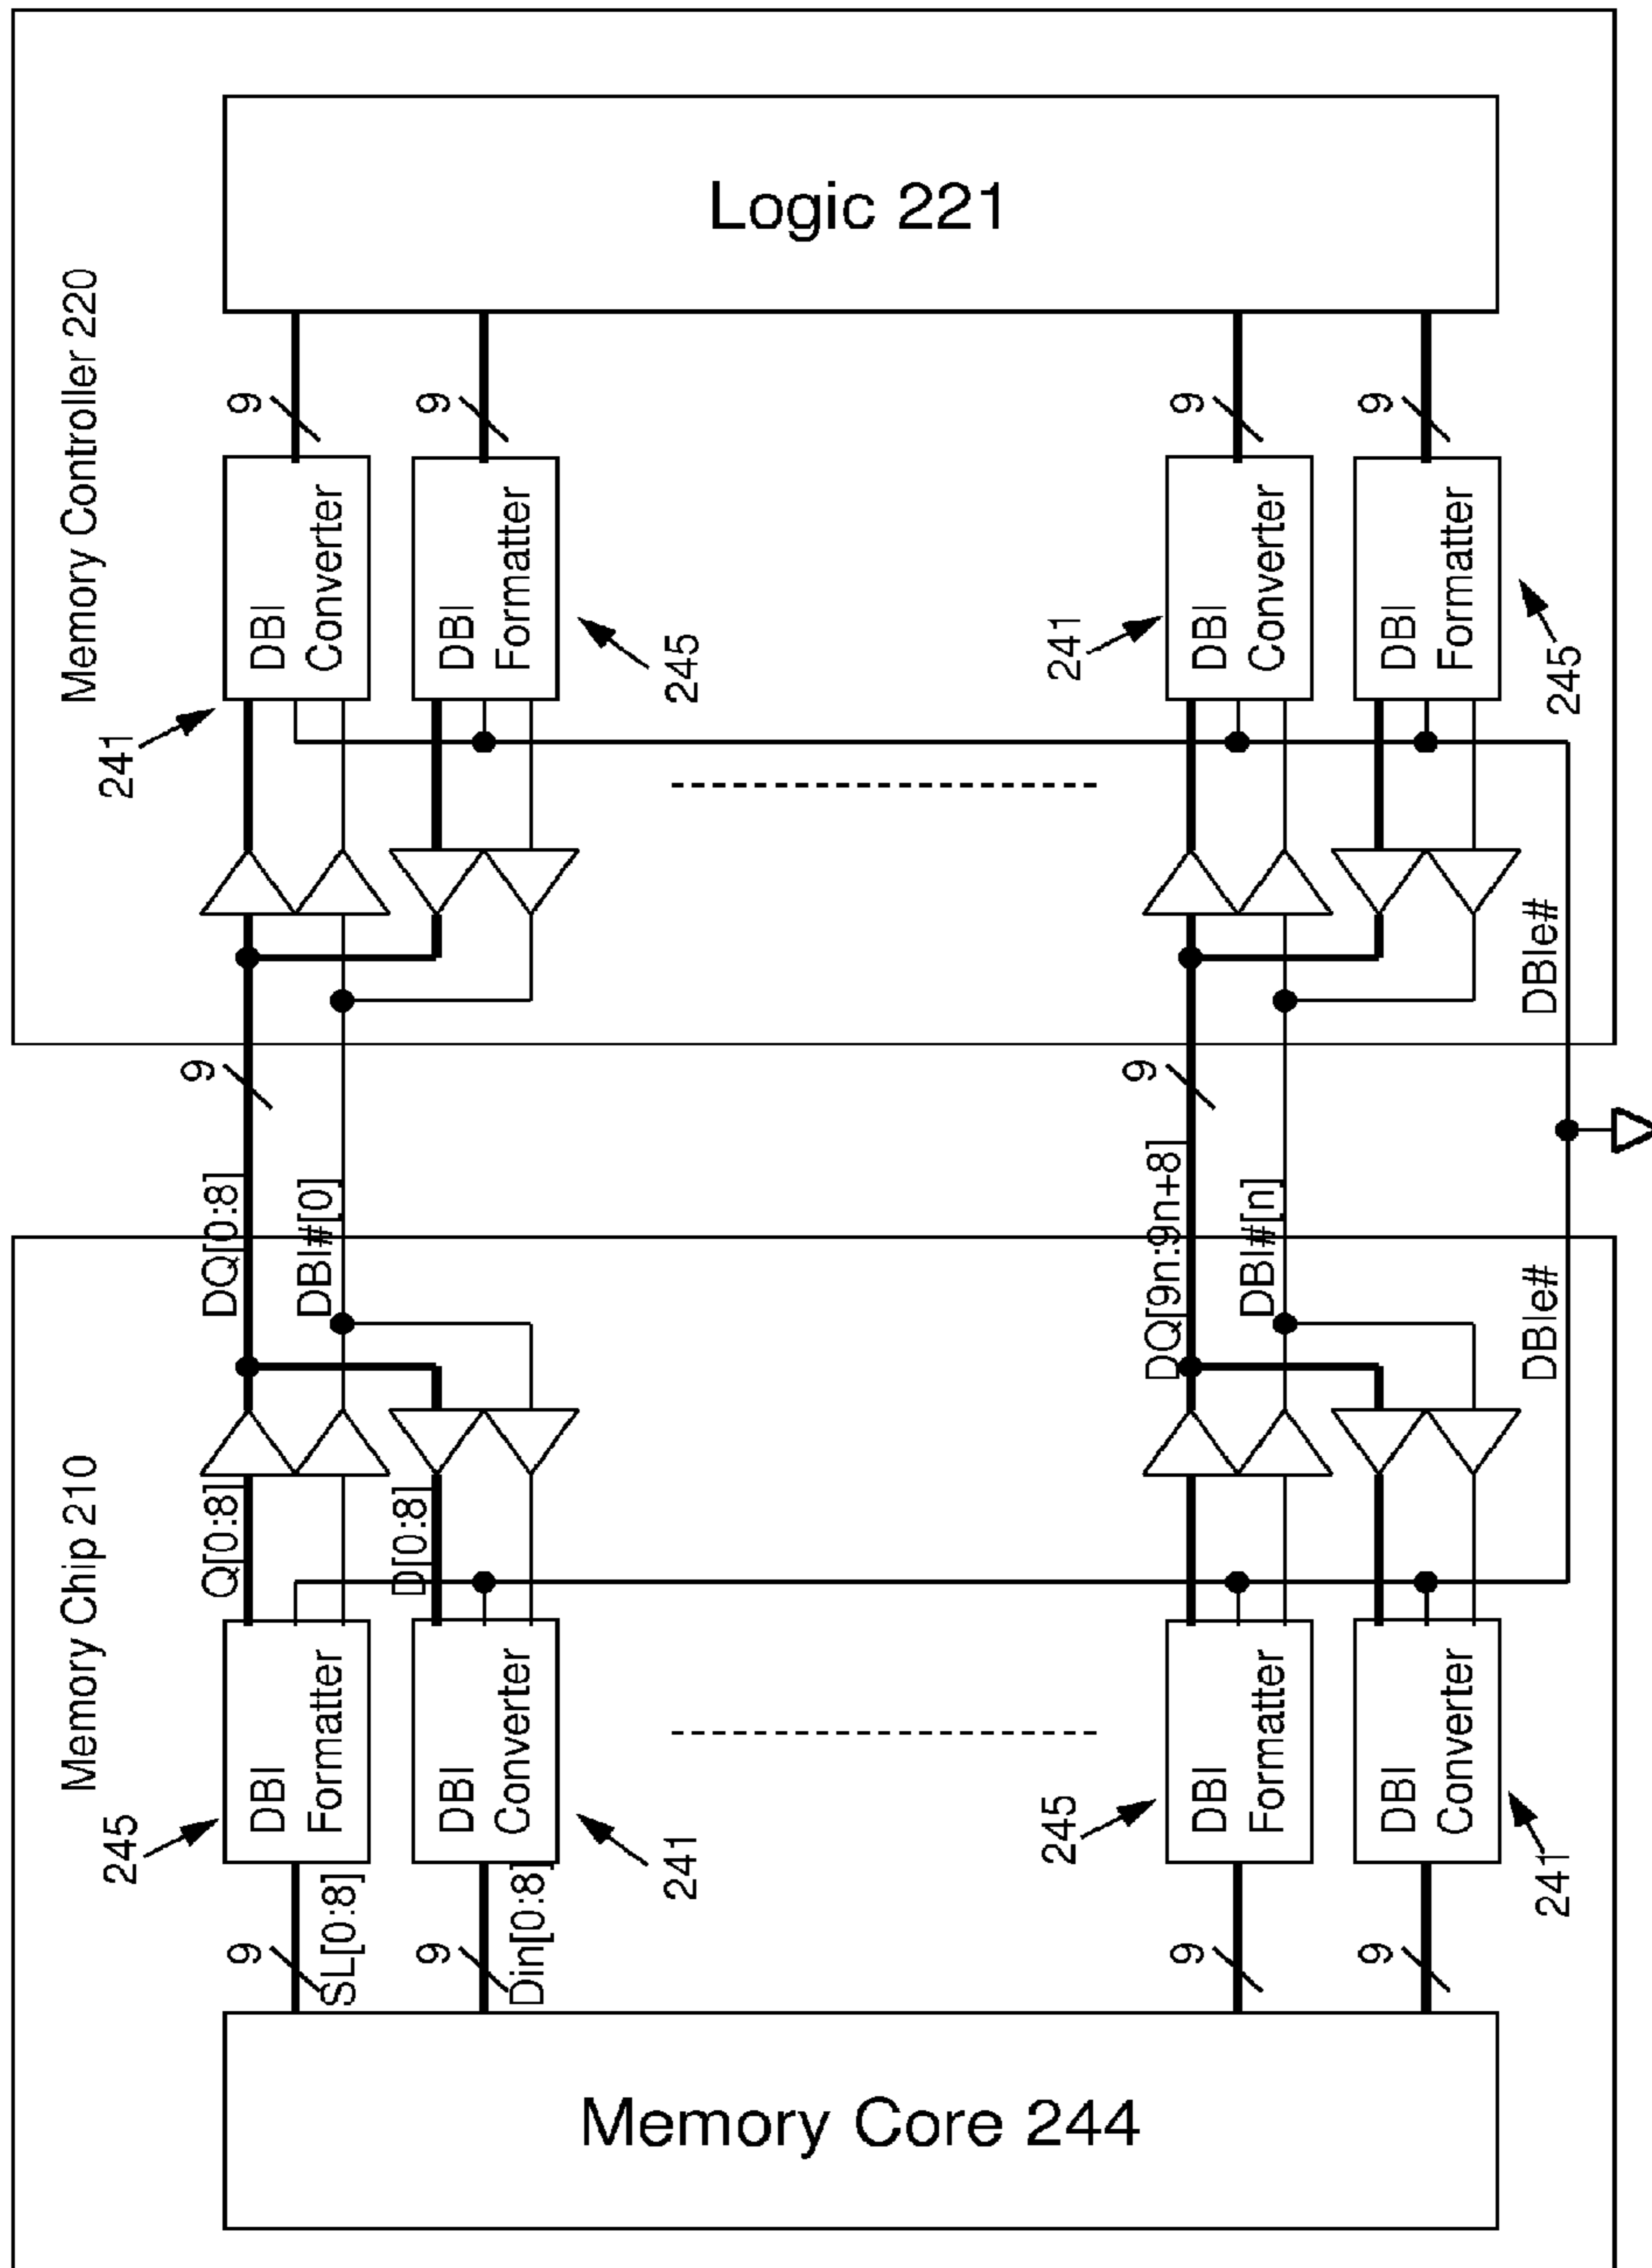 Memory Chip 210
Memory Controller 220
Memory Core 244
Logic 221
245
9
SL[0:8]
DBI
Formatter
Q[0:8]
DQ[0:8]
DBI#[0]
9
241
DBI
Converter
9
9
Din[0:8]
DBI
Converter
D[0:8]
241
DBI
Formatter
245
9
245
9
DBI
Formatter
DQ[9n:9n+8]
DBI#[n]
9
241
DBI
Converter
9
9
DBI
Converter
241
DBIe#
DBIe#
DBI
Formatter
245
9